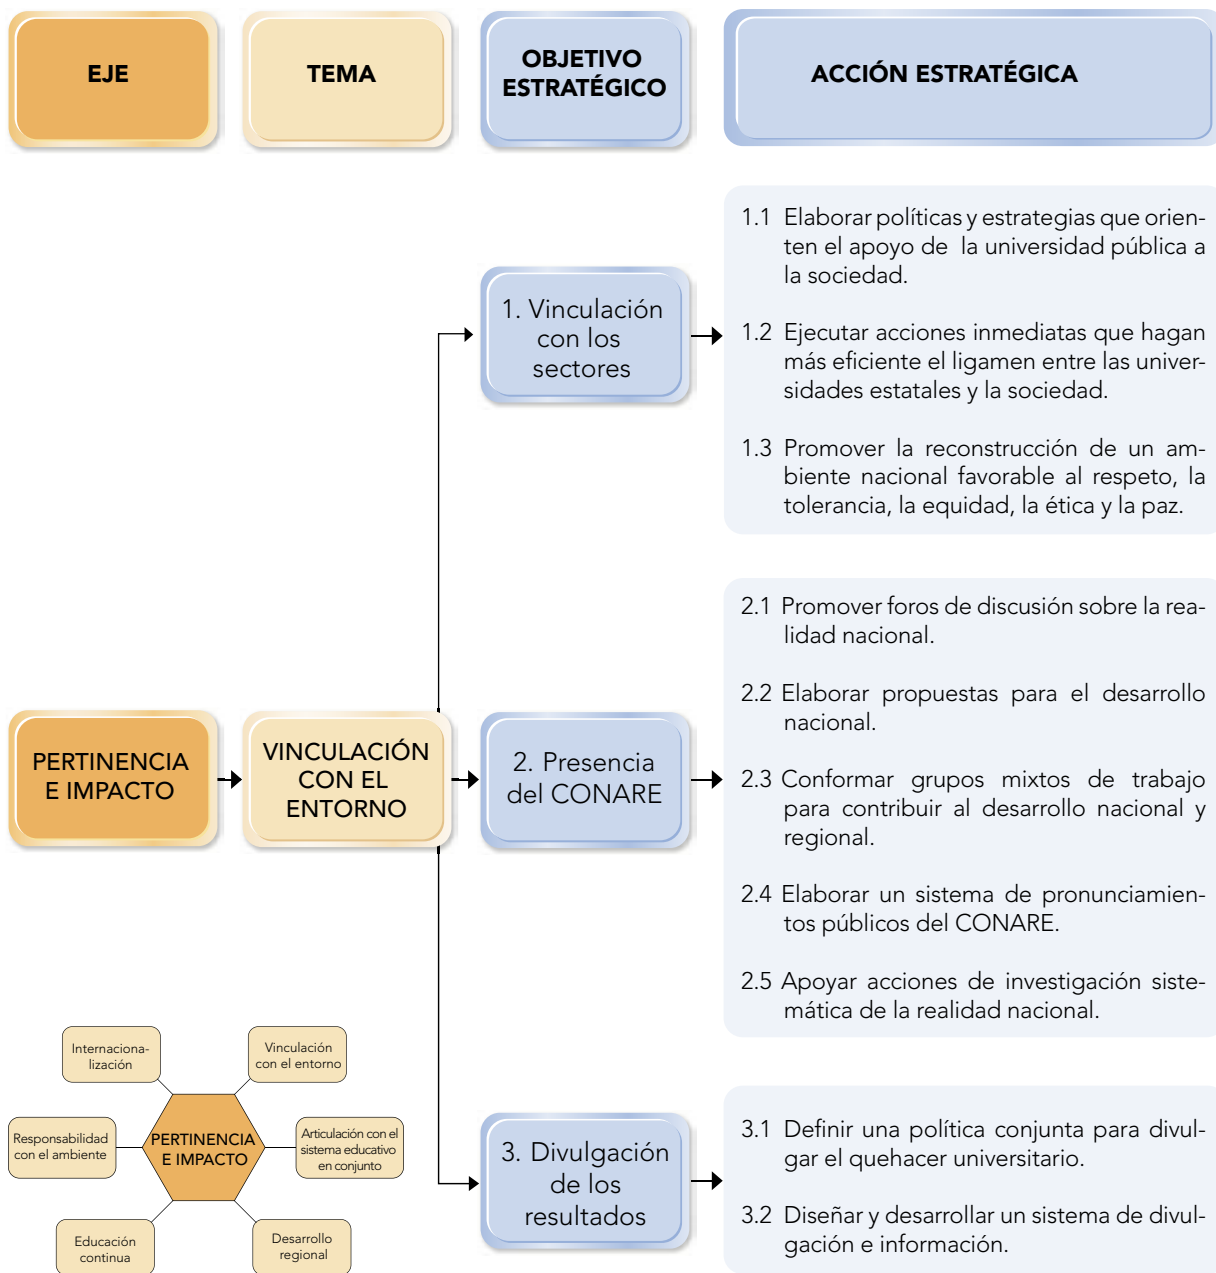 EJE
TEMA
OBJETIVO
ESTRATÉGICO
ACCIÓN ESTRATÉGICA
PERTINENCIA
E IMPACTO
VINCULACIÓN
CON EL
ENTORNO
1. Vinculación
con los
sectores
1.1 Elaborar políticas y estrategias que orien-
ten el apoyo de la universidad pública a
la sociedad.
1.2 Ejecutar acciones inmediatas que hagan
más eficiente el ligamen entre las univer-
sidades estatales y la sociedad.
1.3 Promover la reconstrucción de un am-
biente nacional favorable al respeto, la
tolerancia, la equidad, la ética y la paz.
2. Presencia
del CONARE
2.1 Promover foros de discusión sobre la rea-
lidad nacional.
2.2 Elaborar propuestas para el desarrollo
nacional.
2.3 Conformar grupos mixtos de trabajo
para contribuir al desarrollo nacional y
regional.
2.4 Elaborar un sistema de pronunciamien-
tos públicos del CONARE.
2.5 Apoyar acciones de investigación siste-
mática de la realidad nacional.
3. Divulgación
de los
resultados
3.1 Definir una política conjunta para divul-
gar el quehacer universitario.
3.2 Diseñar y desarrollar un sistema de divul-
gación e información.
Internaciona-
lización
Vinculación
con el entorno
Responsabilidad
con el ambiente
PERTINENCIA
E IMPACTO
Articulación con el
sistema educativo
en conjunto
Educación
continua
Desarrollo
regional